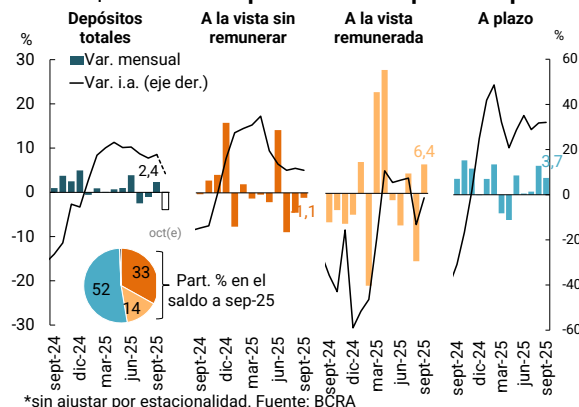 Depósitos totales
A la vista sin remunerar
A la vista remunerada
A plazo
%
%
30
20
10
0
-10
-20
-30
60
40
20
0
-20
-40
-60
Var. mensual
Var. i.a. (eje der.)
2,4
1,1
6,4
3,7
oct(e)
52
33
14
Part. % en el saldo a sep-25
sept-24
dic-24
mar-25
jun-25
sept-25
sept-24
dic-24
mar-25
jun-25
sept-25
sept-24
dic-24
mar-25
jun-25
sept-25
sept-24
dic-24
mar-25
jun-25
sept-25
*sin ajustar por estacionalidad. Fuente: BCRA